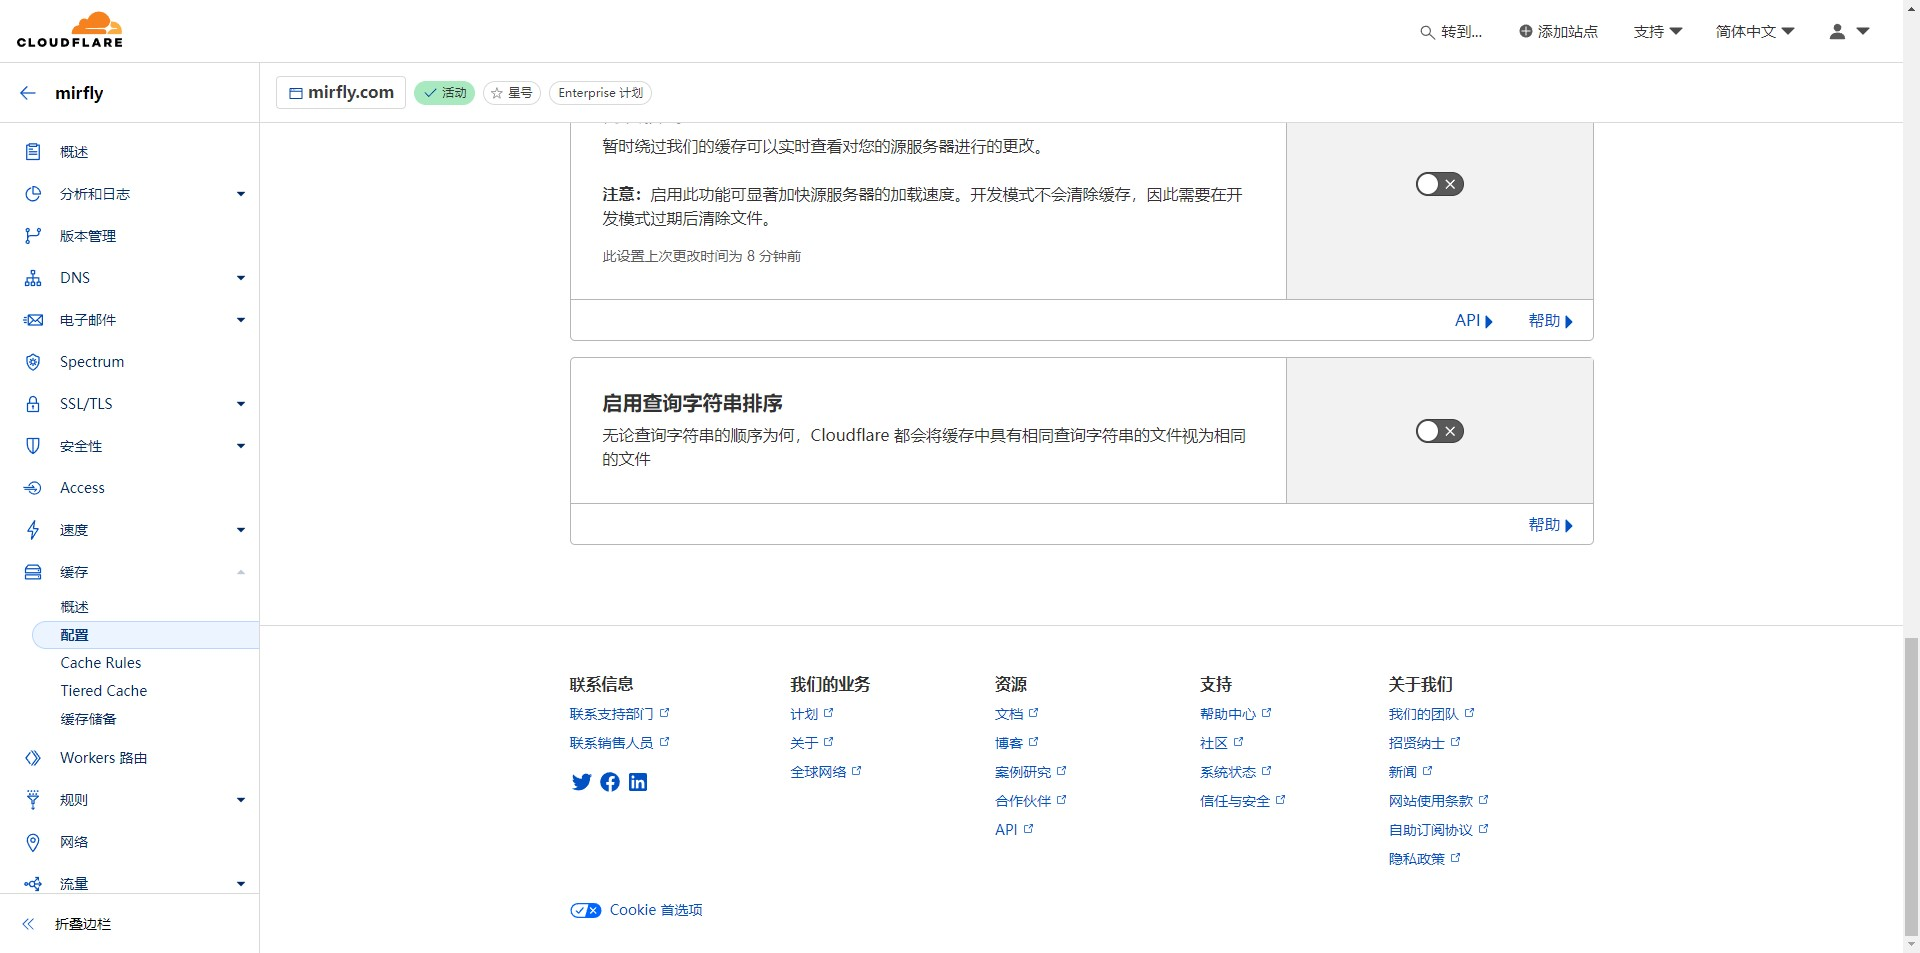 CLOUDFLARE
转到...
添加站点
支持
简体中文
mirfly
mirfly.com
活动
星号
Enterprise 计划
概述
分析和日志
版本管理
DNS
电子邮件
Spectrum
SSL/TLS
安全性
Access
速度
缓存
概述
配置
Cache Rules
Tiered Cache
缓存储备
Workers 路由
规则
网络
流量
折叠边栏
暂时绕过我们的缓存可以实时查看对您的源服务器进行的更改。
注意：启用此功能可显著加快源服务器的加载速度。开发模式不会清除缓存，因此需要在开
发模式过期后清除文件。
此设置上次更改时间为 8 分钟前
API
帮助
启用查询字符串排序
无论查询字符串的顺序为何，Cloudflare 都会将缓存中具有相同查询字符串的文件视为相同
的文件
帮助
联系信息
联系支持部门
联系销售人员
我们的业务
计划
关于
全球网络
资源
文档
博客
案例研究
合作伙伴
API
支持
帮助中心
社区
系统状态
信任与安全
关于我们
我们的团队
招贤纳士
新闻
网站使用条款
自助订阅协议
隐私政策
Cookie 首选项